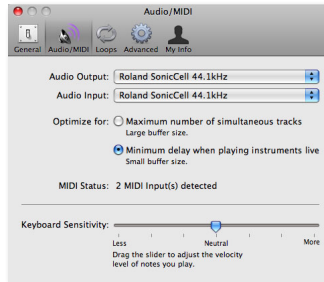 Audio/MIDI
General Audio/MIDI Loops Advanced My Info
Audio Output: Roland SonicCell 44.1kHz
Audio Input: Roland SonicCell 44.1kHz
Optimize for: Maximum number of simultaneous tracks
Large buffer size.
Minimum delay when playing instruments live
Small buffer size.
MIDI Status: 2 MIDI Input(s) detected
Keyboard Sensitivity:
Less Neutral More
Drag the slider to adjust the velocity
level of notes you play.